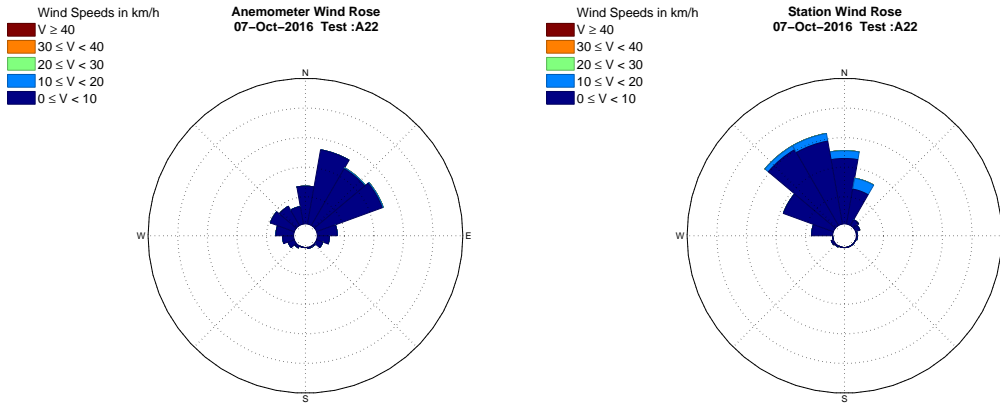 Wind Speeds in km/h
V ≥ 40
30 ≤ V < 40
20 ≤ V < 30
10 ≤ V < 20
0 ≤ V < 10
Anemometer Wind Rose
07−Oct−2016 Test :A22
N
W
E
S
Wind Speeds in km/h
V ≥ 40
30 ≤ V < 40
20 ≤ V < 30
10 ≤ V < 20
0 ≤ V < 10
Station Wind Rose
07−Oct−2016 Test :A22
N
W
S